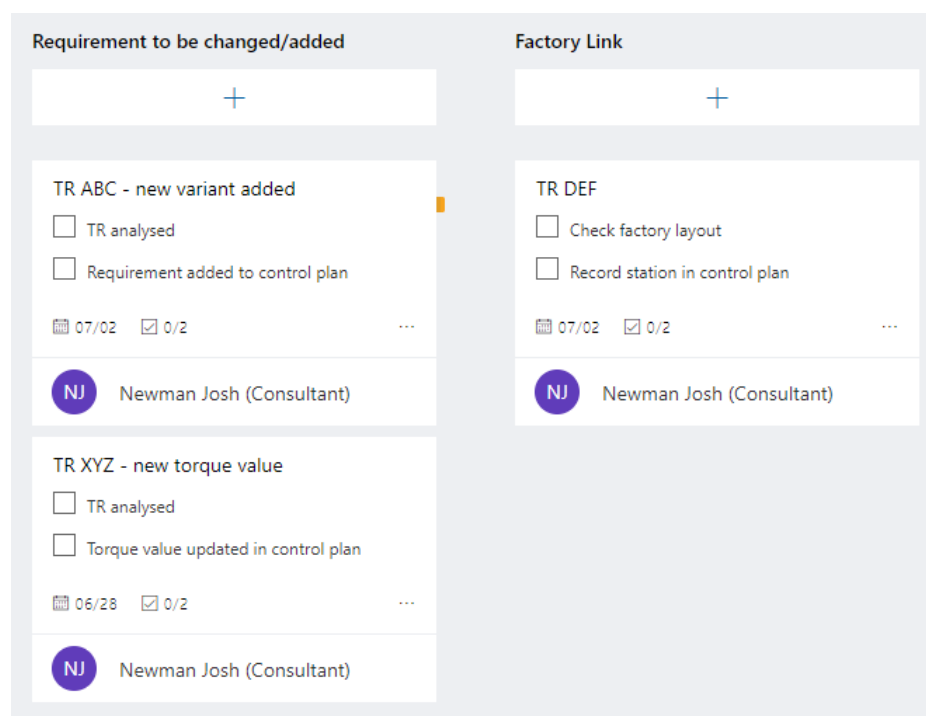 Requirement to be changed/added
TR ABC - new variant added
TR analysed
Requirement added to control plan
07/02 0/2
...
NJ Newman Josh (Consultant)
TR XYZ - new torque value
TR analysed
Torque value updated in control plan
06/28 0/2
...
NJ Newman Josh (Consultant)
Factory Link
TR DEF
Check factory layout
Record station in control plan
07/02 0/2
...
NJ Newman Josh (Consultant)